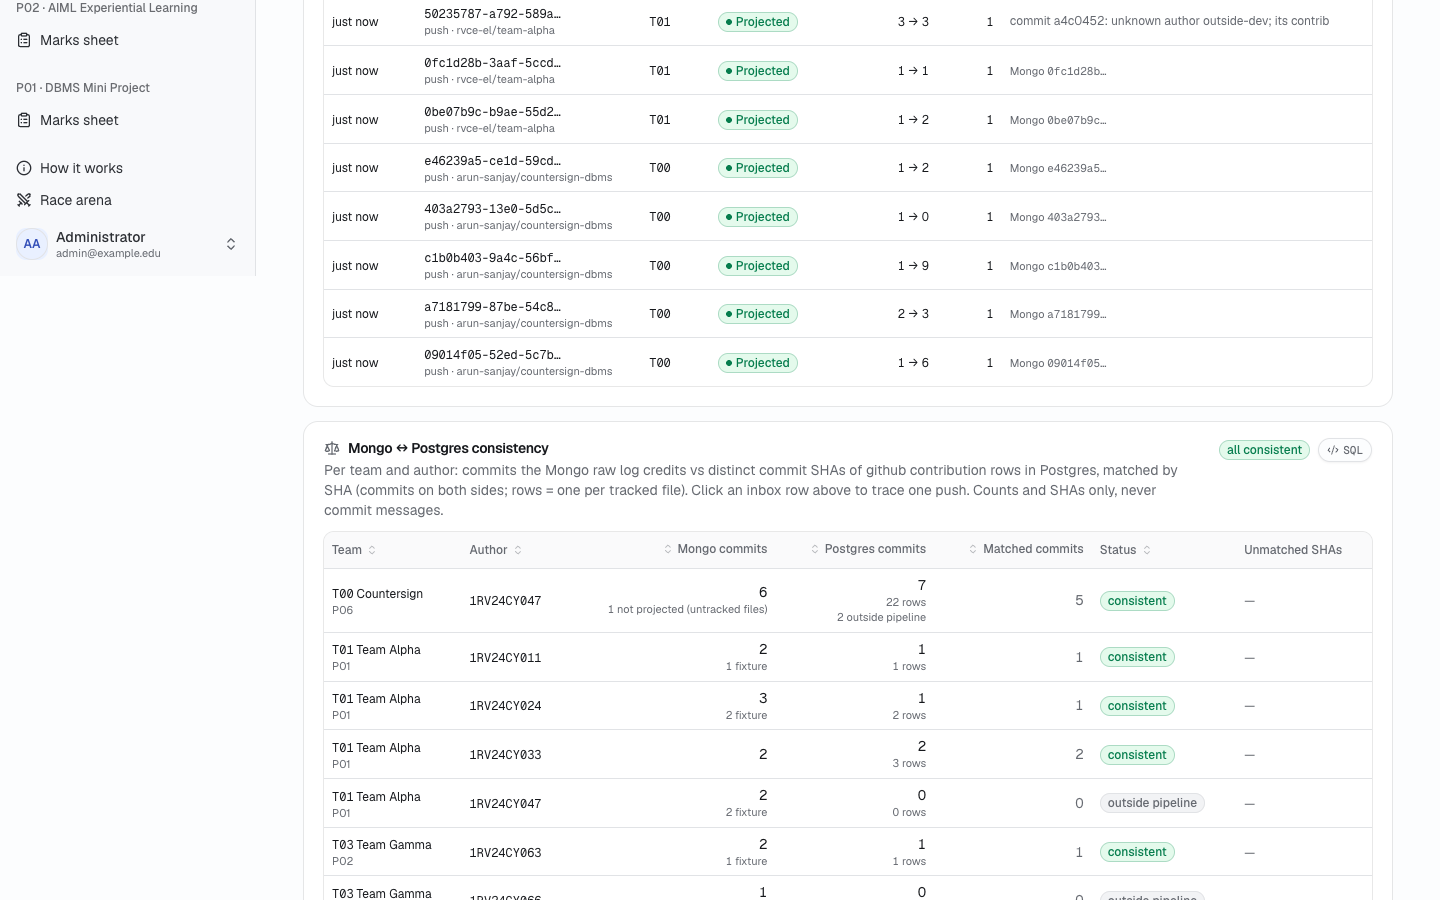 P02 · AIML Experiential Learning
Marks sheet
P01 · DBMS Mini Project
Marks sheet
How it works
Race arena
AA
Administrator
admin@example.edu
just now
50235787-a792-589a…
push · rvce-el/team-alpha
T01
Projected
3 → 3
1
commit a4c0452: unknown author outside-dev; its contrib
just now
0fc1d28b-3aaf-5ccd…
push · rvce-el/team-alpha
T01
Projected
1 → 1
1
Mongo 0fc1d28b…
just now
0be07b9c-b9ae-55d2…
push · rvce-el/team-alpha
T01
Projected
1 → 2
1
Mongo 0be07b9c…
just now
e46239a5-ce1d-59cd…
push · arun-sanjay/countersign-dbms
T00
Projected
1 → 2
1
Mongo e46239a5…
just now
403a2793-13e0-5d5c…
push · arun-sanjay/countersign-dbms
T00
Projected
1 → 0
1
Mongo 403a2793…
just now
c1b0b403-9a4c-56bf…
push · arun-sanjay/countersign-dbms
T00
Projected
1 → 9
1
Mongo c1b0b403…
just now
a7181799-87be-54c8…
push · arun-sanjay/countersign-dbms
T00
Projected
2 → 3
1
Mongo a7181799…
just now
09014f05-52ed-5c7b…
push · arun-sanjay/countersign-dbms
T00
Projected
1 → 6
1
Mongo 09014f05…
Mongo ↔ Postgres consistency
all consistent
</> SQL
Per team and author: commits the Mongo raw log credits vs distinct commit SHAs of github contribution rows in Postgres, matched by
SHA (commits on both sides; rows = one per tracked file). Click an inbox row above to trace one push. Counts and SHAs only, never
commit messages.
Team
Author
Mongo commits
Postgres commits
Matched commits
Status
Unmatched SHAs
T00 Countersign
P06
1RV24CY047
6
1 not projected (untracked files)
7
22 rows
2 outside pipeline
5
consistent
—
T01 Team Alpha
P01
1RV24CY011
2
1 fixture
1
1 rows
1
consistent
—
T01 Team Alpha
P01
1RV24CY024
3
2 fixture
1
2 rows
1
consistent
—
T01 Team Alpha
P01
1RV24CY033
2
2
3 rows
2
consistent
—
T01 Team Alpha
P01
1RV24CY047
2
2 fixture
0
0 rows
0
outside pipeline
—
T03 Team Gamma
P02
1RV24CY063
2
1 fixture
1
1 rows
1
consistent
—
T03 Team Gamma
1RV24CY066
1
0
0
outside pipeline